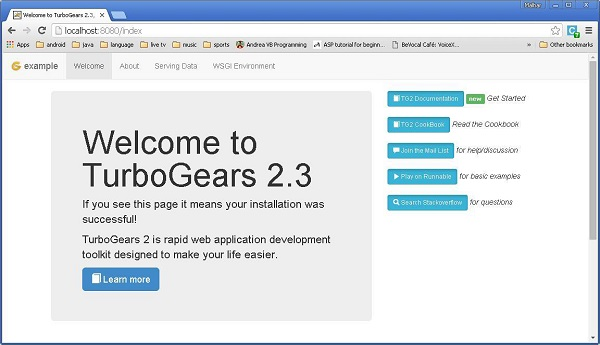 Welcome to TurboGears 2.3,
Mallhar
localhost:8080/index
Apps android java language live tv music sports Andrea VB Programming ASP tutorial for beginn... BeVocal Café: VoiceX... » Other bookmarks
example Welcome About Serving Data WSGI Environment
Welcome to
TurboGears 2.3
If you see this page it means your installation was
successful!
TurboGears 2 is rapid web application development
toolkit designed to make your life easier.
Learn more
TG2 Documentation new Get Started
TG2 CookBook Read the Cookbook
Join the Mail List for help/discussion
Play on Runnable for basic examples
Search Stackoverflow for questions